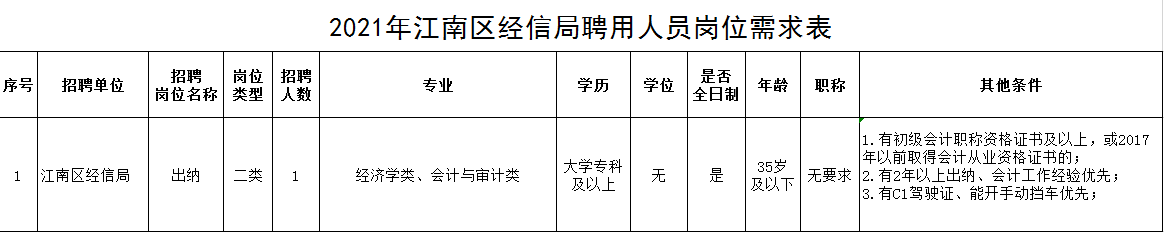 2021年江南区经信局聘用人员岗位需求表
序号 招聘单位 招聘岗位名称 岗位类型 招聘人数 专业 学历 学位 是否全日制 年龄 职称 其他条件
1 江南区经信局 出纳 二类 1 经济学类、会计与审计类 大学专科及以上 无 是 35岁及以下 无要求
1.有初级会计职称资格证书及以上，或2017
年以前取得会计从业资格证书的；
2.有2年以上出纳、会计工作经验优先；
3.有C1驾驶证、能开手动挡车优先；